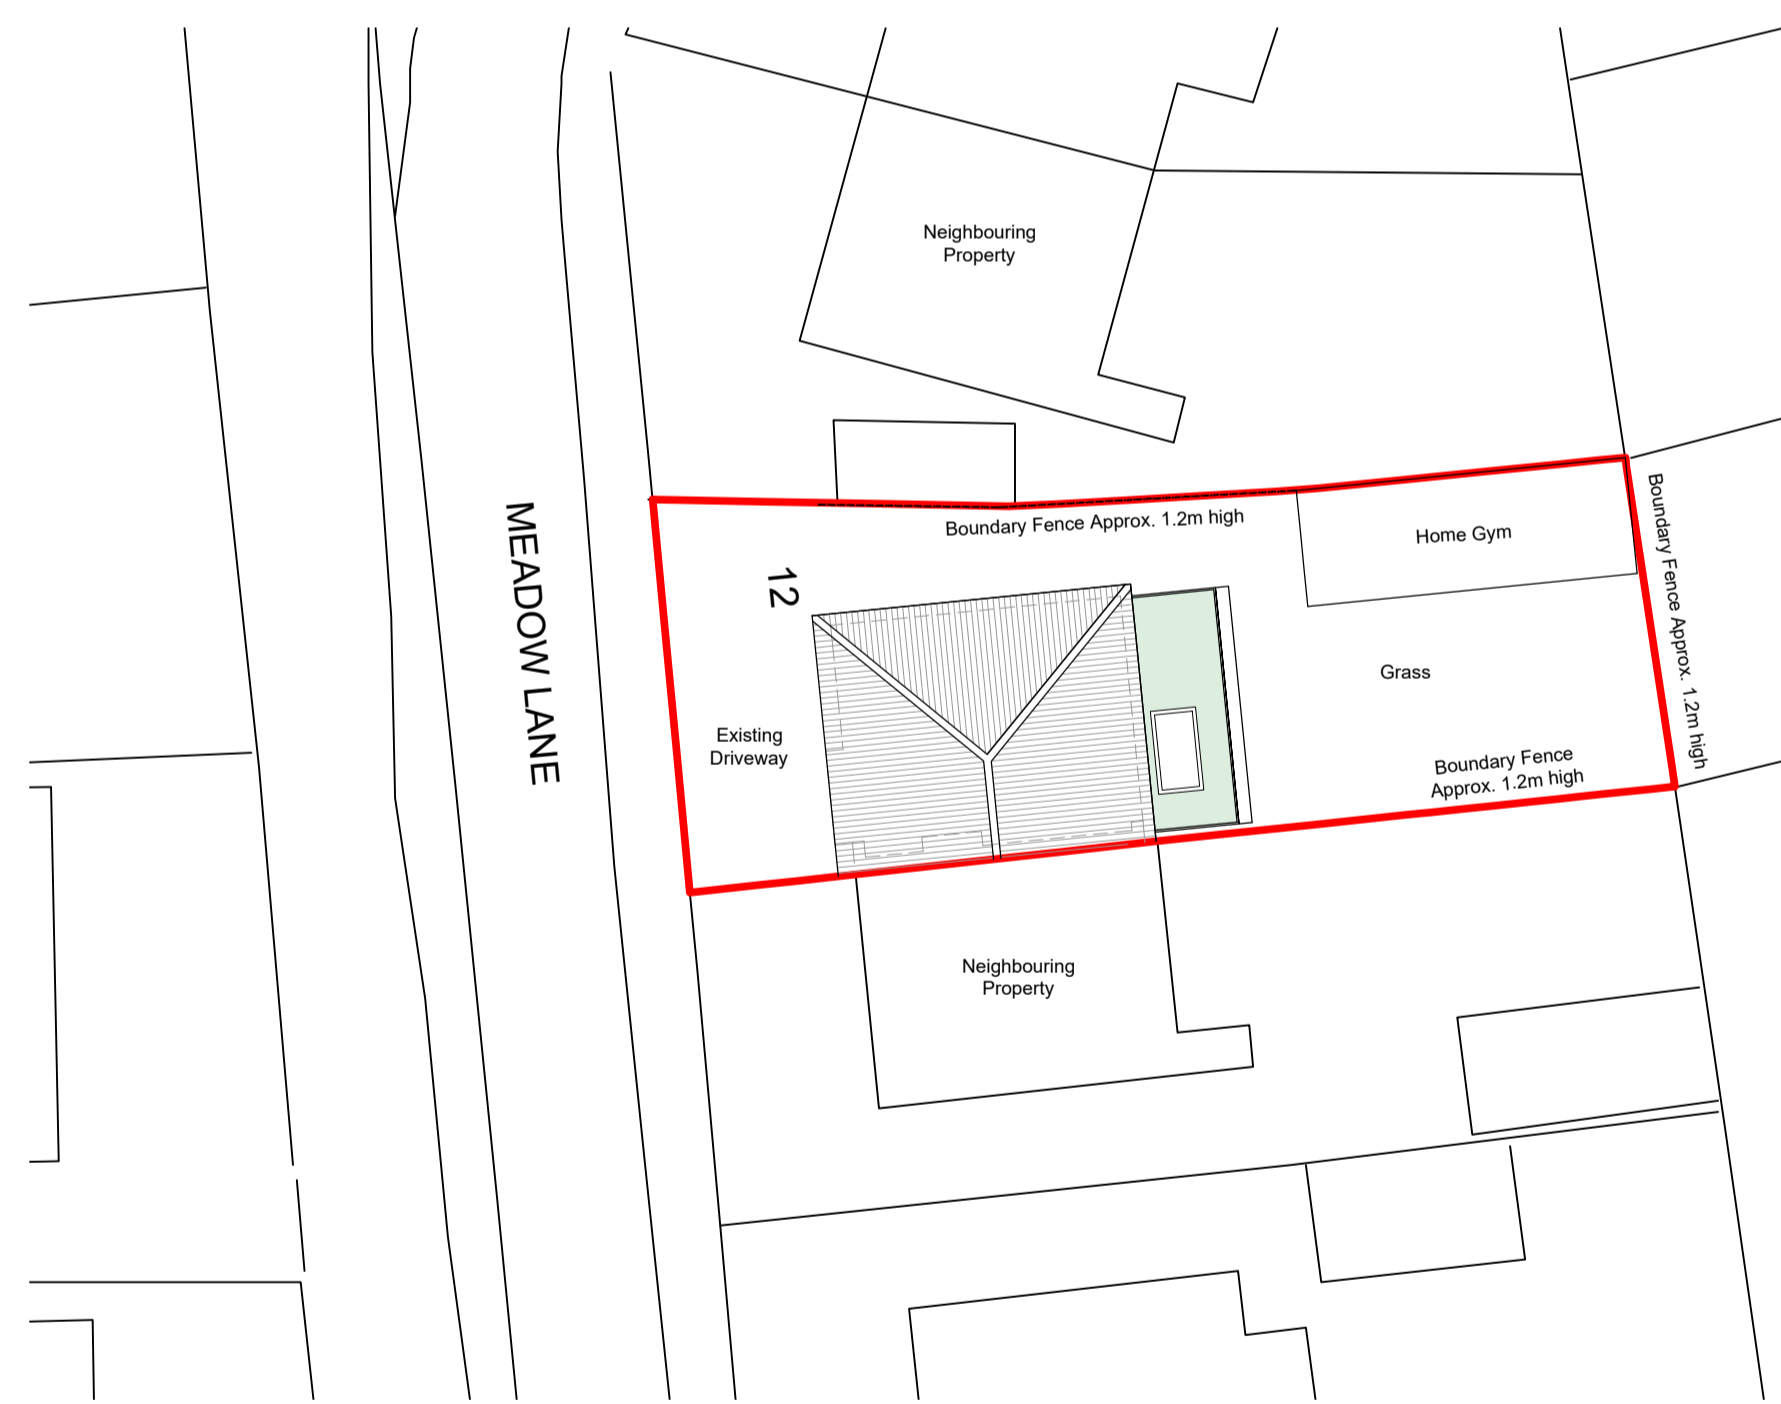 Neighbouring
Property
MEADOW LANE
12
Boundary Fence Approx. 1.2m high
Home Gym
Boundary Fence Approx. 1.2m high
Grass
Existing
Driveway
Boundary Fence
Approx. 1.2m high
Neighbouring
Property